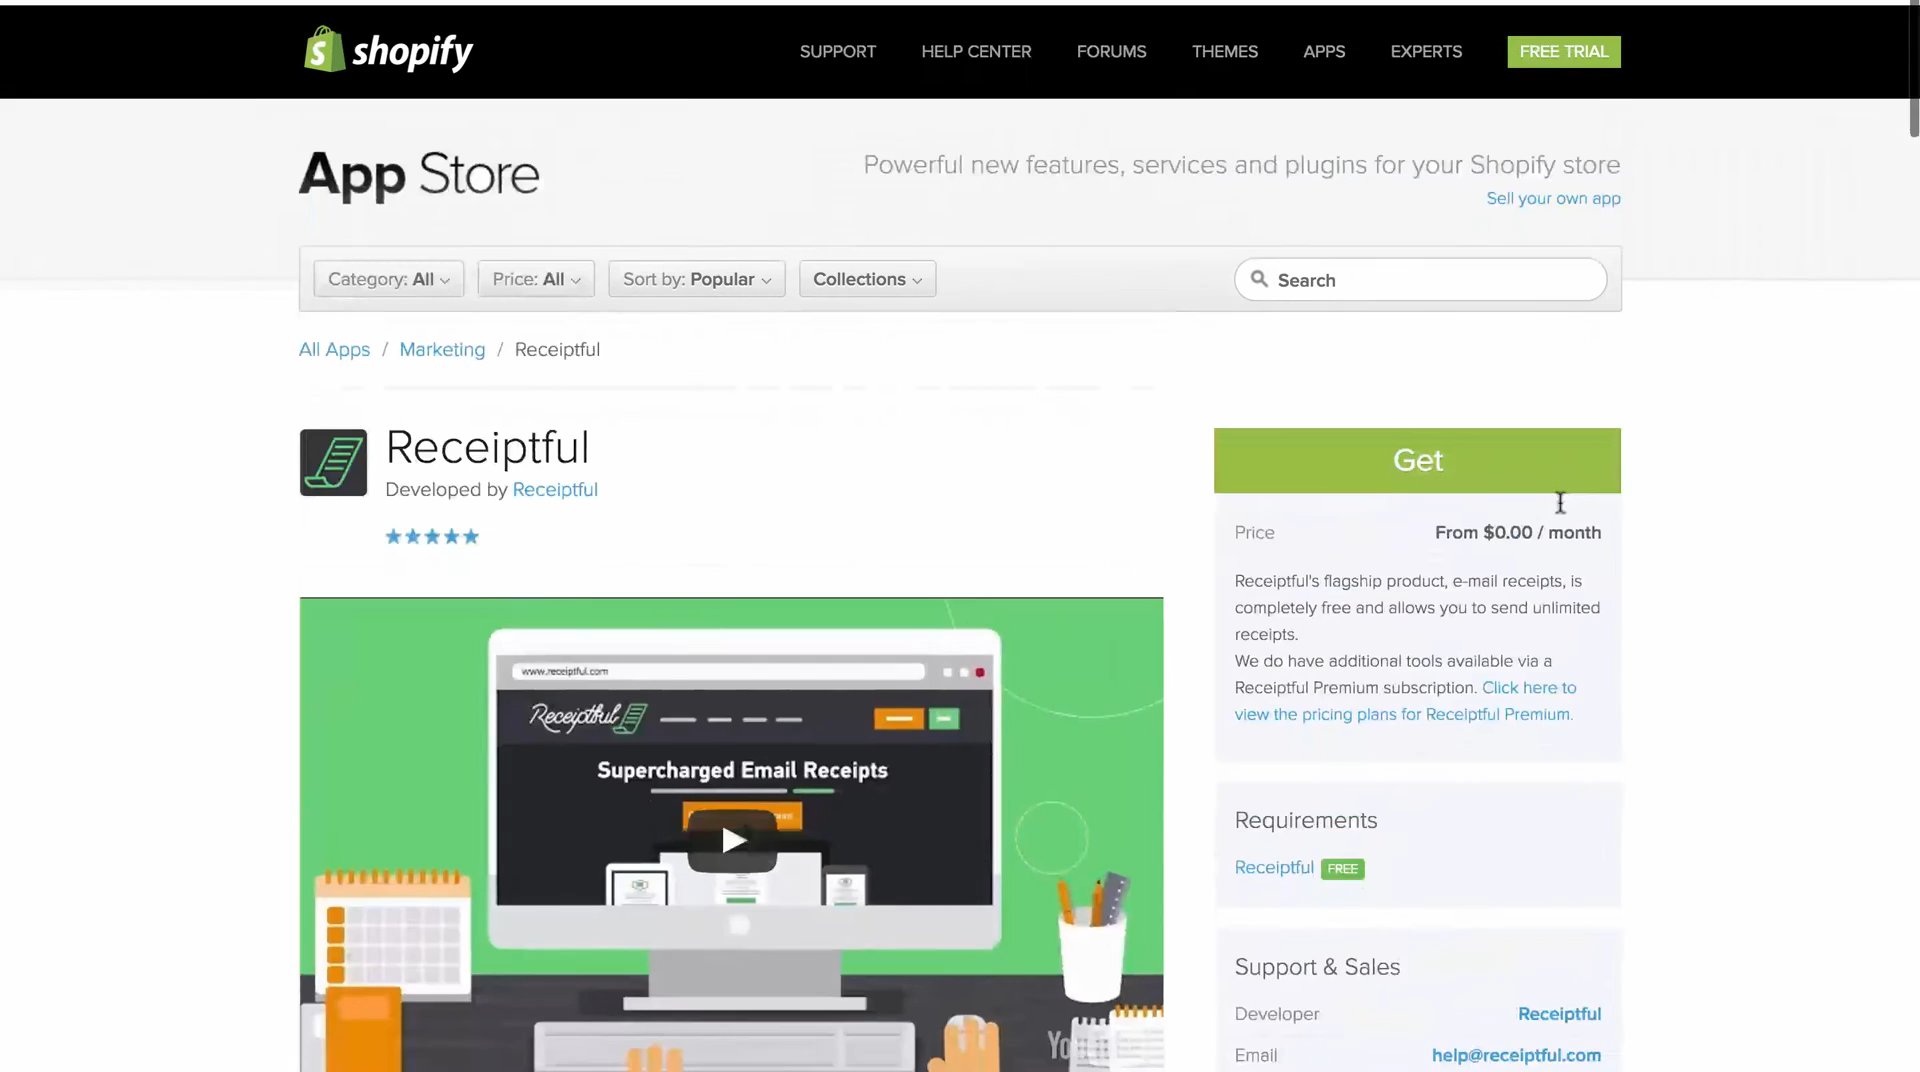 shopify
SUPPORT HELP CENTER FORUMS THEMES APPS EXPERTS FREE TRIAL
App Store
Powerful new features, services and plugins for your Shopify store
Sell your own app
Category: All Price: All Sort by: Popular Collections Search
All Apps / Marketing / Receiptful
Receiptful
Developed by Receiptful
Get
Price From $0.00 / month
Receiptful's flagship product, e-mail receipts, is
completely free and allows you to send unlimited
receipts.
We do have additional tools available via a
Receiptful Premium subscription. Click here to
view the pricing plans for Receiptful Premium.
www.receiptful.com
Receiptful
Supercharged Email Receipts
Requirements
Receiptful FREE
Support & Sales
Developer Receiptful
Email help@receiptful.com